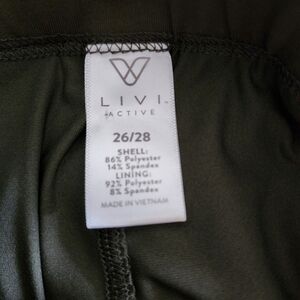 LIVI
ACTIVE
26/28
SHELL:
86% Polyester
14% Spandex
LINING:
92% Polyester
8% Spandex
MADE IN VIETNAM